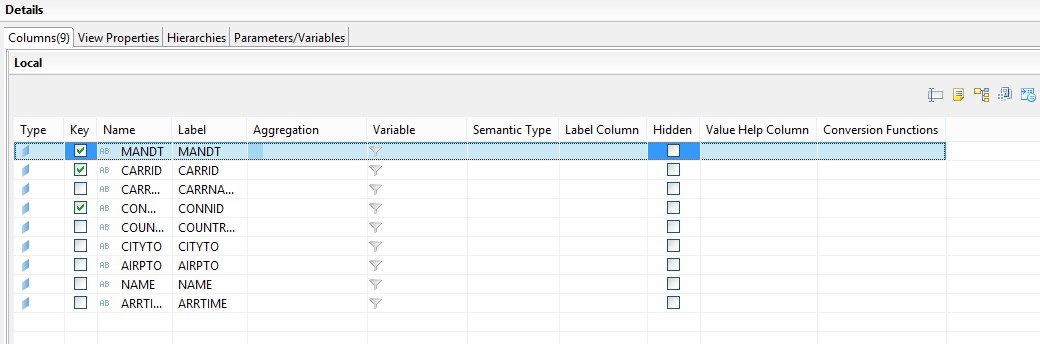 Details
Columns(9) View Properties Hierarchies Parameters/Variables
Local
Type Key Name Label Aggregation Variable Semantic Type Label Column Hidden Value Help Column Conversion Functions
AB MANDT MANDT
AB CARRID CARRID
AB CARR... CARRNA...
AB CON... CONNID
AB COUN... COUNTR...
AB CITYTO CITYTO
AB AIRPTO AIRPTO
AB NAME NAME
AB ARRTI... ARRTIME